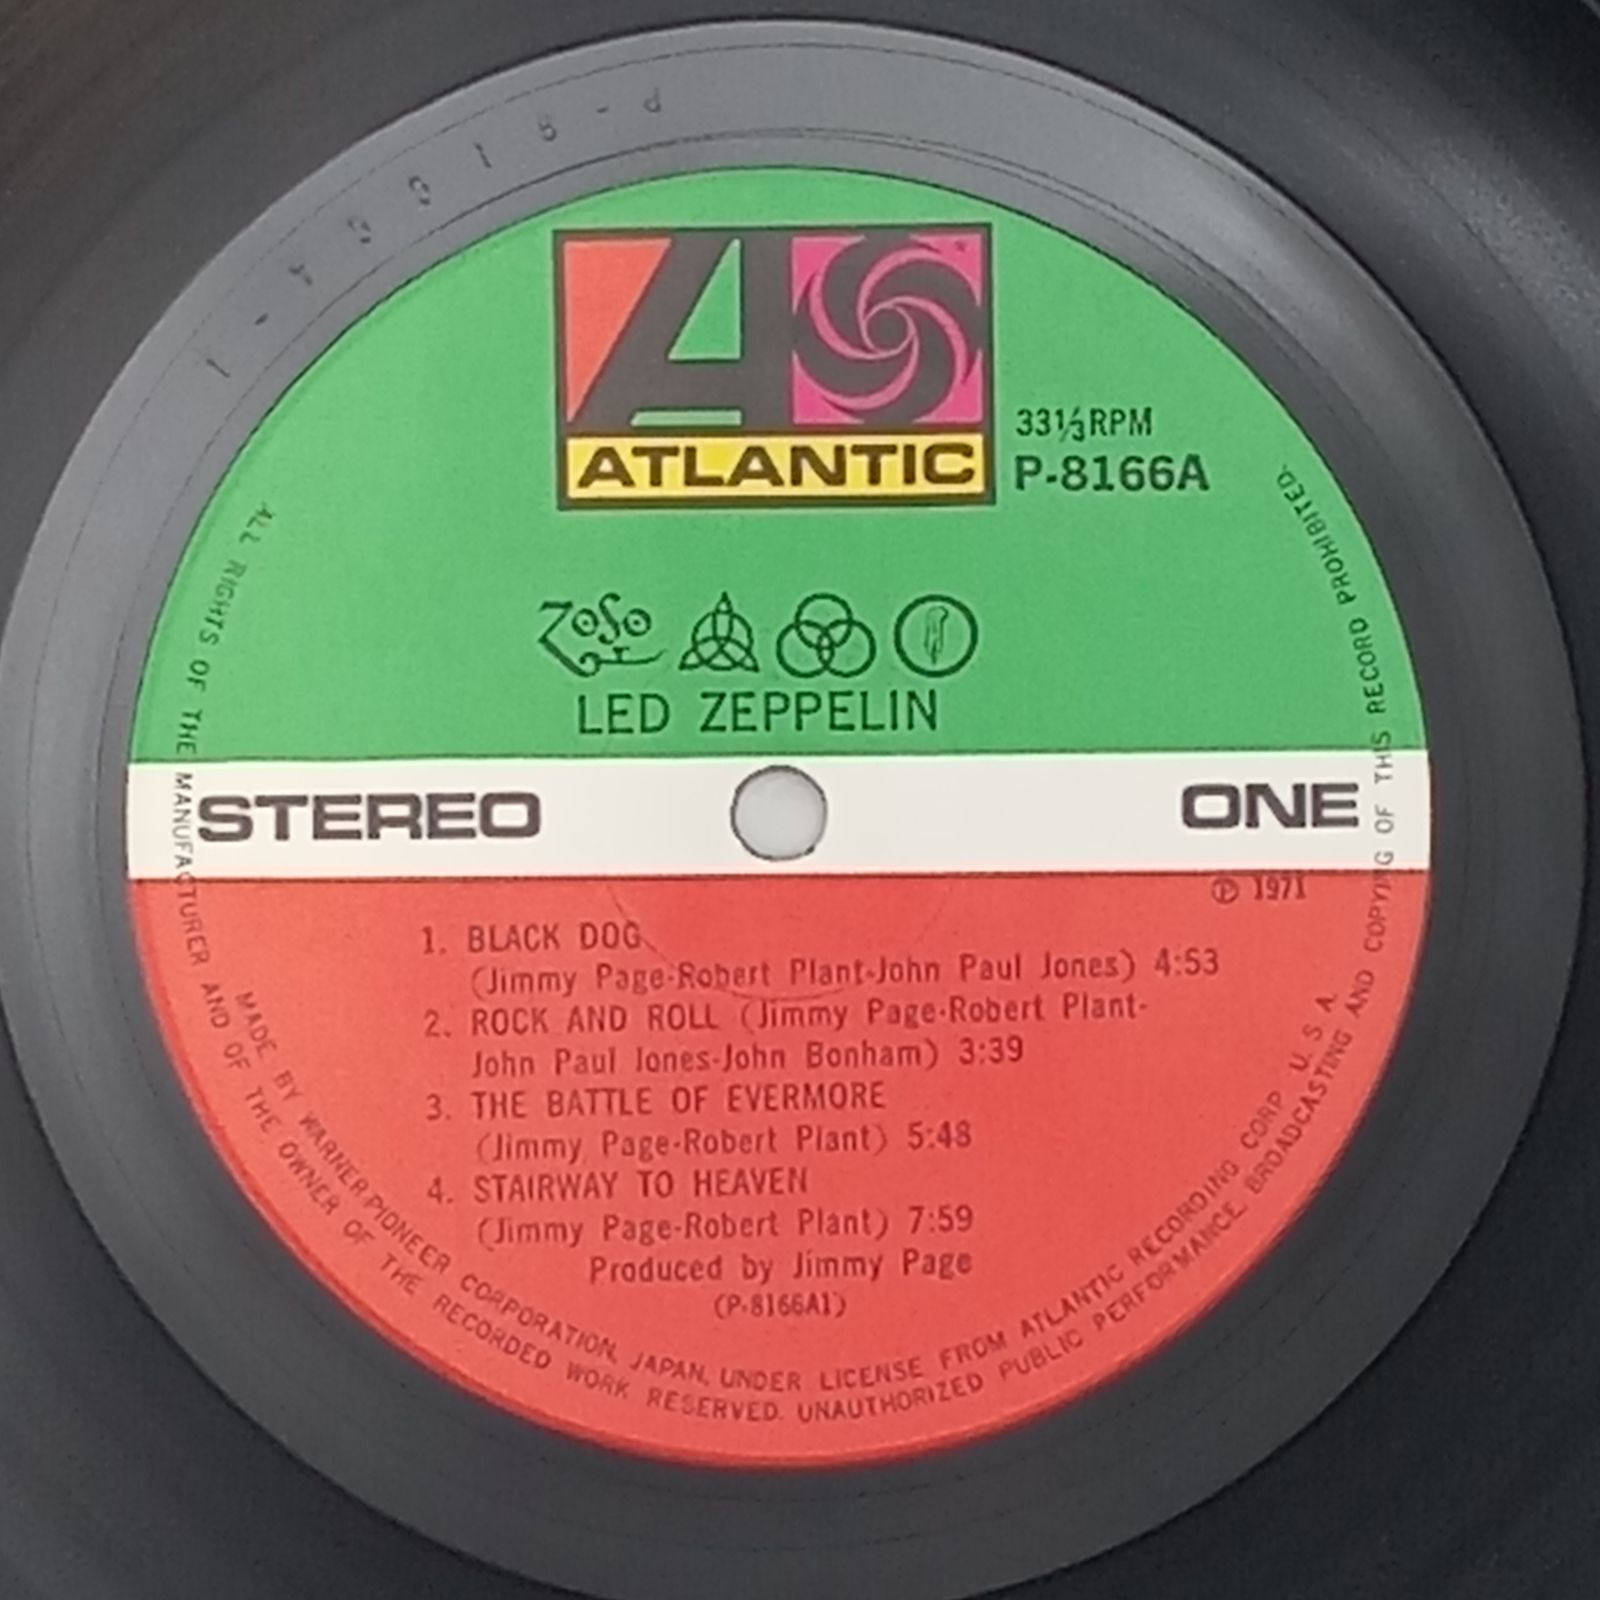 P-8166A-1
ATLANTIC
33⅓RPM
P-8166A
ZOSO
LED ZEPPELIN
STEREO
ONE
Ⓟ 1971
1. BLACK DOG
(Jimmy Page-Robert Plant-John Paul Jones) 4:53
2. ROCK AND ROLL (Jimmy Page-Robert Plant-
John Paul Jones-John Bonham) 3:39
3. THE BATTLE OF EVERMORE
(Jimmy Page-Robert Plant) 5:48
4. STAIRWAY TO HEAVEN
(Jimmy Page-Robert Plant) 7:59
Produced by Jimmy Page
(P-8166A1)
MADE BY WARNER-PIONEER CORPORATION, JAPAN, UNDER LICENSE FROM ATLANTIC RECORDING CORP. U. S. A.
ALL RIGHTS OF THE MANUFACTURER AND OF THE OWNER OF THE RECORDED WORK RESERVED. UNAUTHORIZED PUBLIC PERFORMANCE, BROADCASTING AND COPYING OF THIS RECORD PROHIBITED.